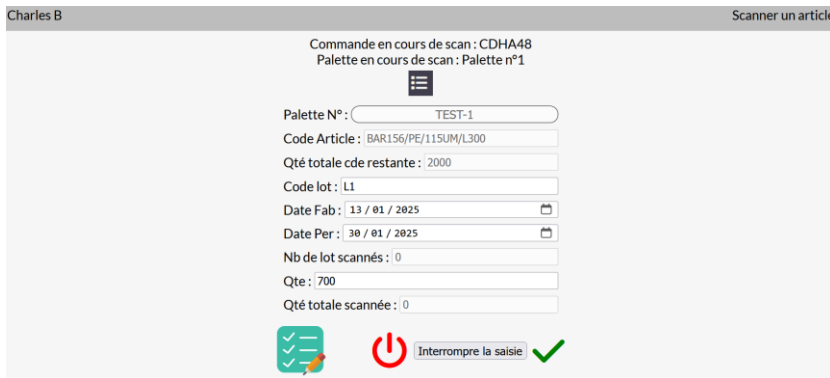 Charles B Scanner un article
Commande en cours de scan : CDHA48
Palette en cours de scan : Palette n°1
Palette N° : TEST-1
Code Article : BAR156/PE/115UM/L300
Qté totale cde restante : 2000
Code lot : L1
Date Fab : 13/01/2025
Date Per : 30/01/2025
Nb de lot scannés : 0
Qte : 700
Qté totale scannée : 0
Interrompre la saisie